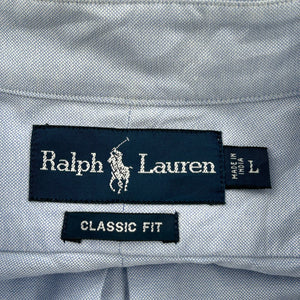 Ralph Lauren
MADE IN
INDIA
L
CLASSIC FIT